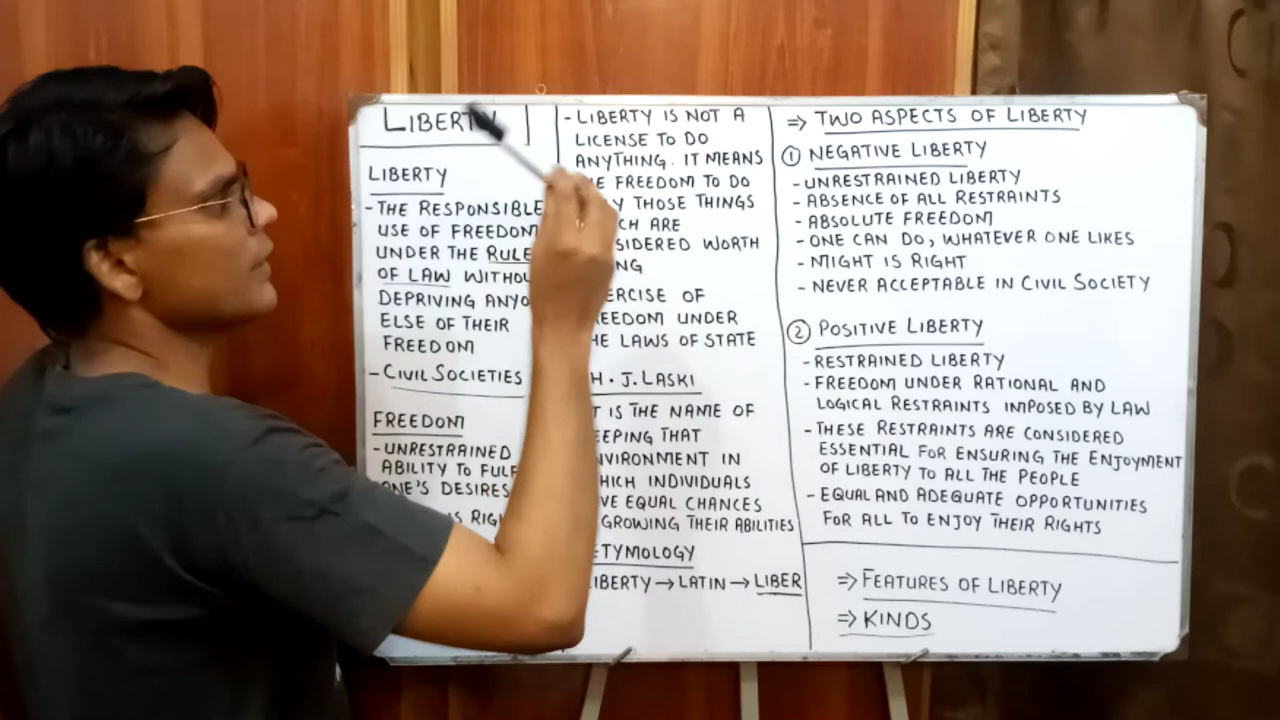 LIBERTY
LIBERTY
- THE RESPONSIBLE
USE OF FREEDOM
UNDER THE RULE
OF LAW
DEPRIVING
ELSE OF THEIR
FREEDOM
- CIVIL SOCIETIES
FREEDOM
- UNRESTRAINED
ABILITY TO
ONE'S DESIRES
IS
- LIBERTY IS NOT A
LICENSE TO DO
ANYTHING. IT MEANS
FREEDOM TO DO
THOSE THINGS
ARE
WORTH
OF
UNDER
LAWS OF STATE
H. J. LASKI
IS THE NAME OF
THAT
IN
INDIVIDUALS
EQUAL CHANCES
GROWING THEIR ABILITIES
ETYMOLOGY
LIBERTY → LATIN → LIBER
⇒ TWO ASPECTS OF LIBERTY
① NEGATIVE LIBERTY
- UNRESTRAINED LIBERTY
- ABSENCE OF ALL RESTRAINTS
- ABSOLUTE FREEDOM
- ONE CAN DO, WHATEVER ONE LIKES
- MIGHT IS RIGHT
- NEVER ACCEPTABLE IN CIVIL SOCIETY
② POSITIVE LIBERTY
- RESTRAINED LIBERTY
- FREEDOM UNDER RATIONAL AND
LOGICAL RESTRAINTS IMPOSED BY LAW
- THESE RESTRAINTS ARE CONSIDERED
ESSENTIAL FOR ENSURING THE ENJOYMENT
OF LIBERTY TO ALL THE PEOPLE
- EQUAL AND ADEQUATE OPPORTUNITIES
FOR ALL TO ENJOY THEIR RIGHTS
⇒ FEATURES OF LIBERTY
⇒ KINDS